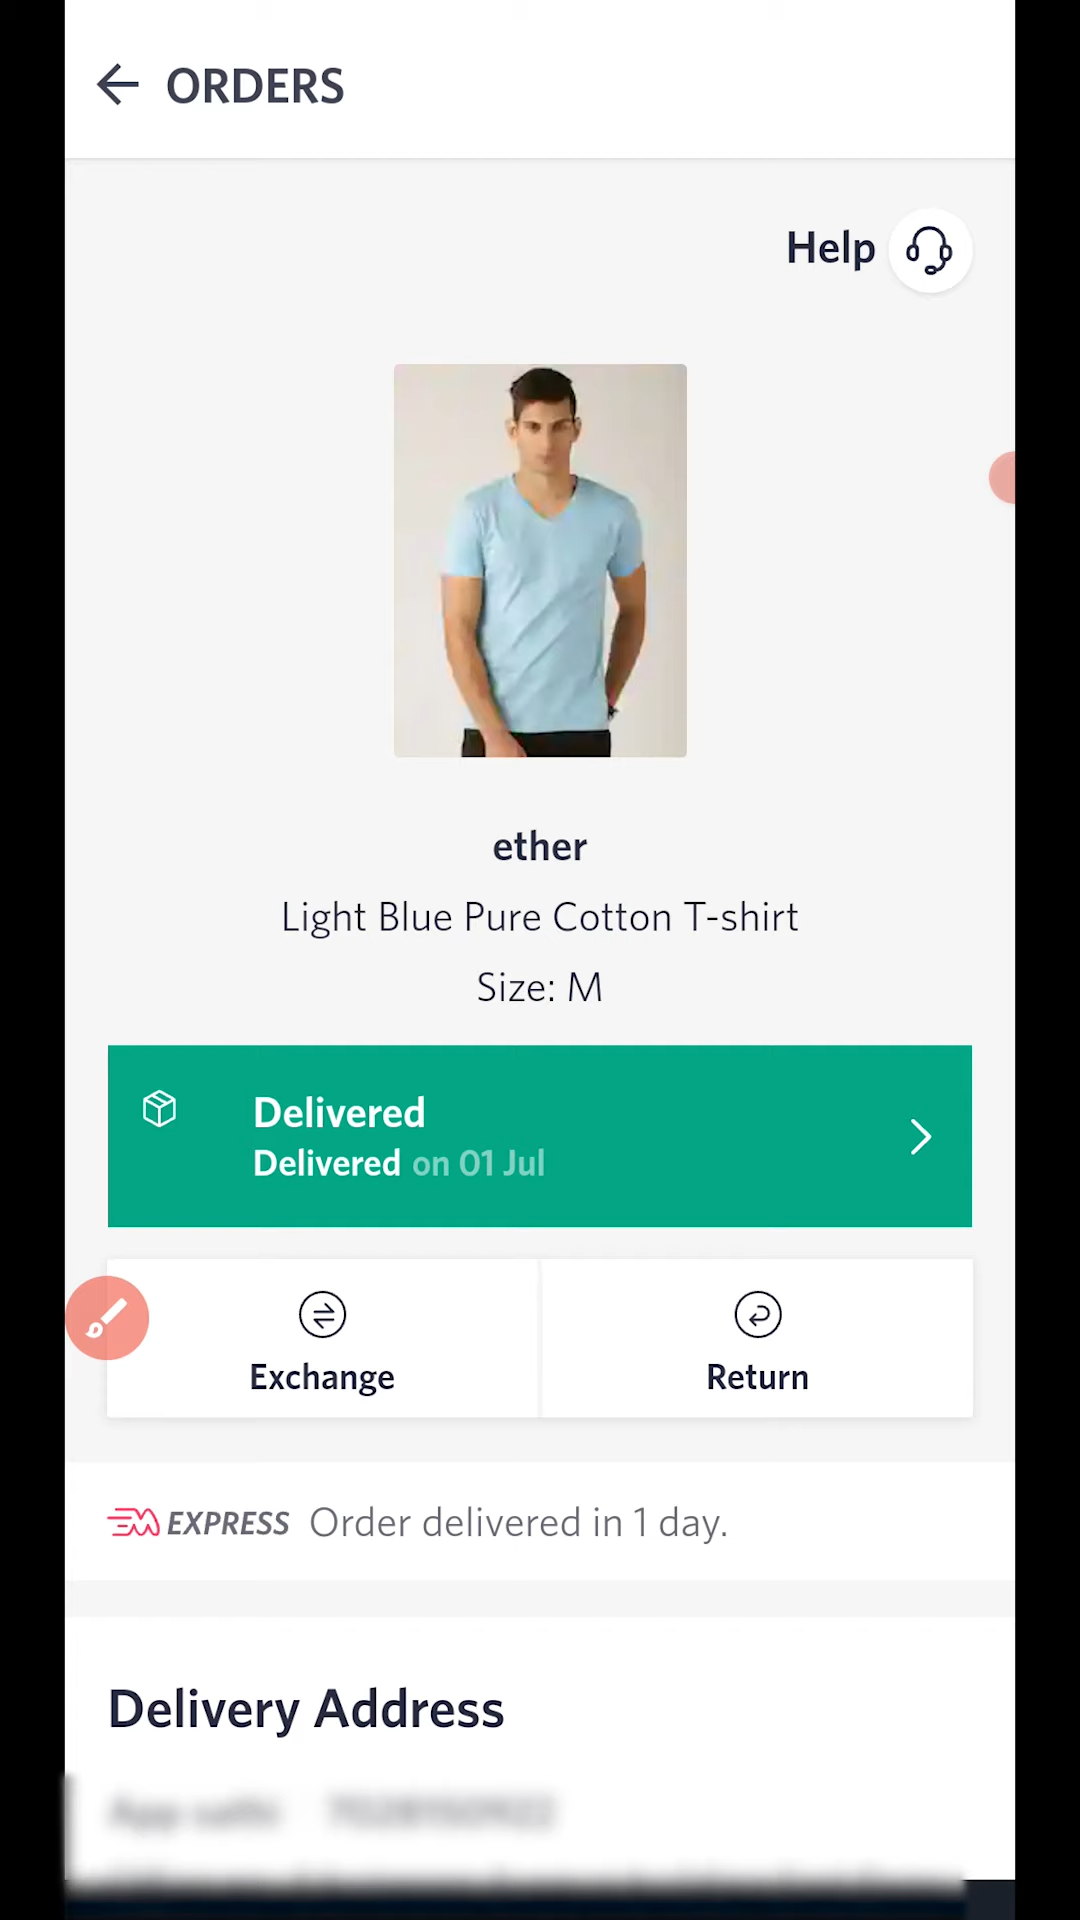 ORDERS
Help
ether
Light Blue Pure Cotton T-shirt
Size: M
Delivered
Delivered on 01 Jul
Exchange
Return
EXPRESS Order delivered in 1 day.
Delivery Address